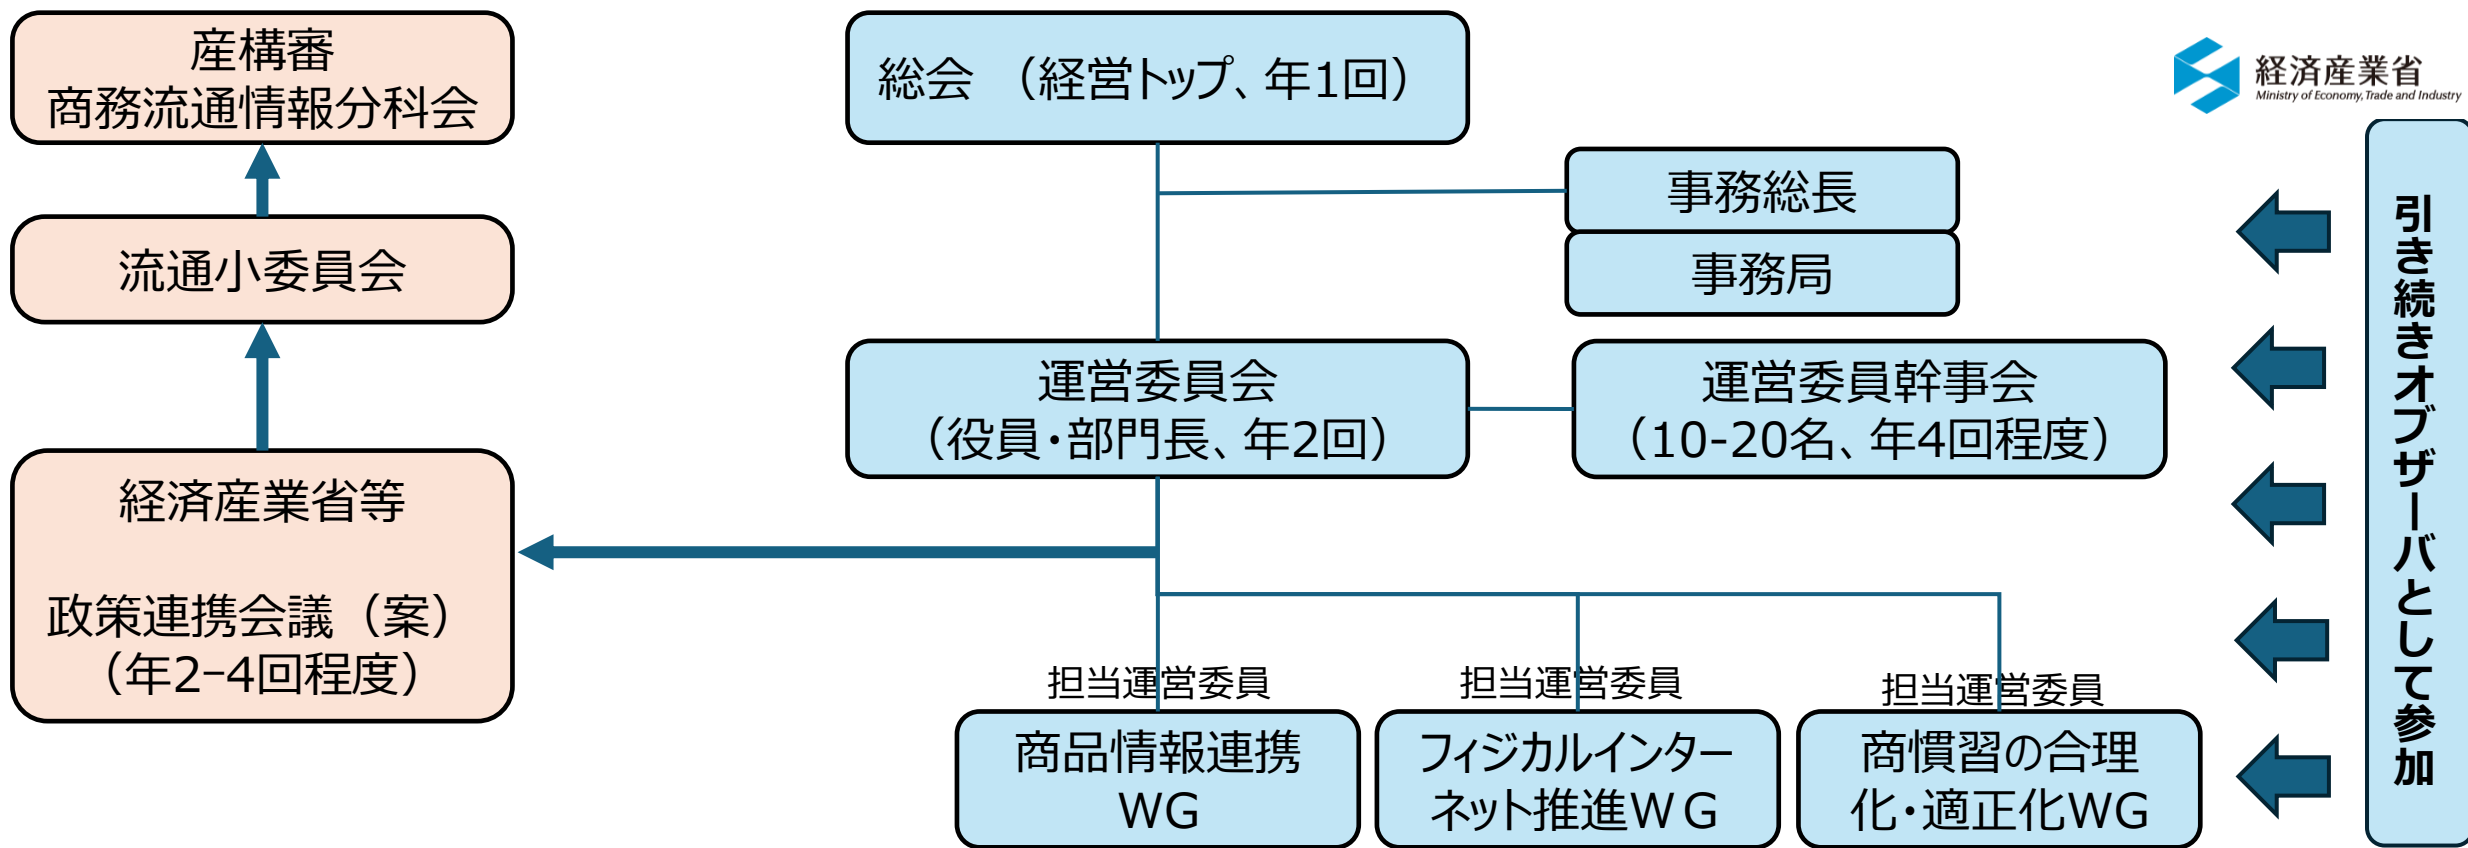 産構審
商務流通情報分科会
流通小委員会
経済産業省等
政策連携会議（案）
（年2−4回程度）
総会　（経営トップ、年1回）
事務総長
事務局
運営委員会
（役員・部門長、年2回）
運営委員幹事会
（10-20名、年4回程度）
担当運営委員
商品情報連携
WG
担当運営委員
フィジカルインター
ネット推進ＷＧ
担当運営委員
商慣習の合理
化・適正化WG
経済産業省
Ministry of Economy, Trade and Industry
引き続きオブザーバとして参加